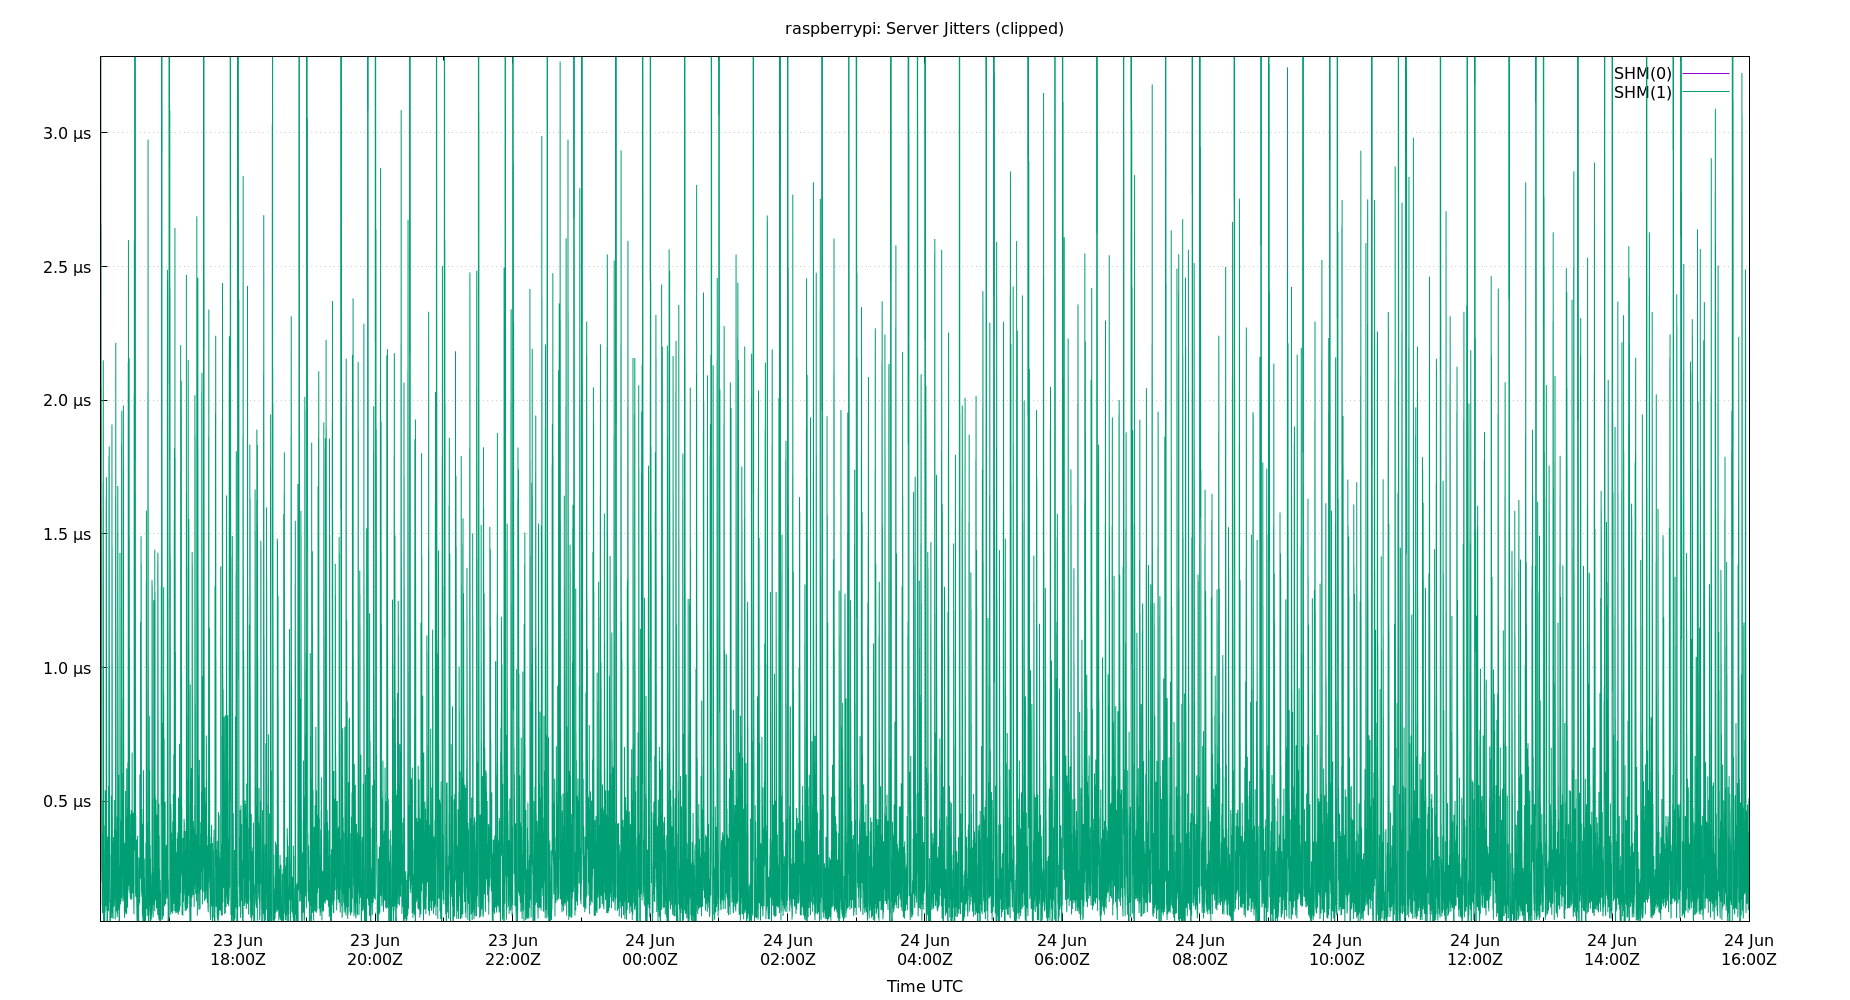 raspberrypi: Server Jitters (clipped)
SHM(0)
SHM(1)
3.0 µs
2.5 µs
2.0 µs
1.5 µs
1.0 µs
0.5 µs
23 Jun 23 Jun 23 Jun 24 Jun 24 Jun 24 Jun 24 Jun 24 Jun 24 Jun 24 Jun 24 Jun 24 Jun
18:00Z 20:00Z 22:00Z 00:00Z 02:00Z 04:00Z 06:00Z 08:00Z 10:00Z 12:00Z 14:00Z 16:00Z
Time UTC